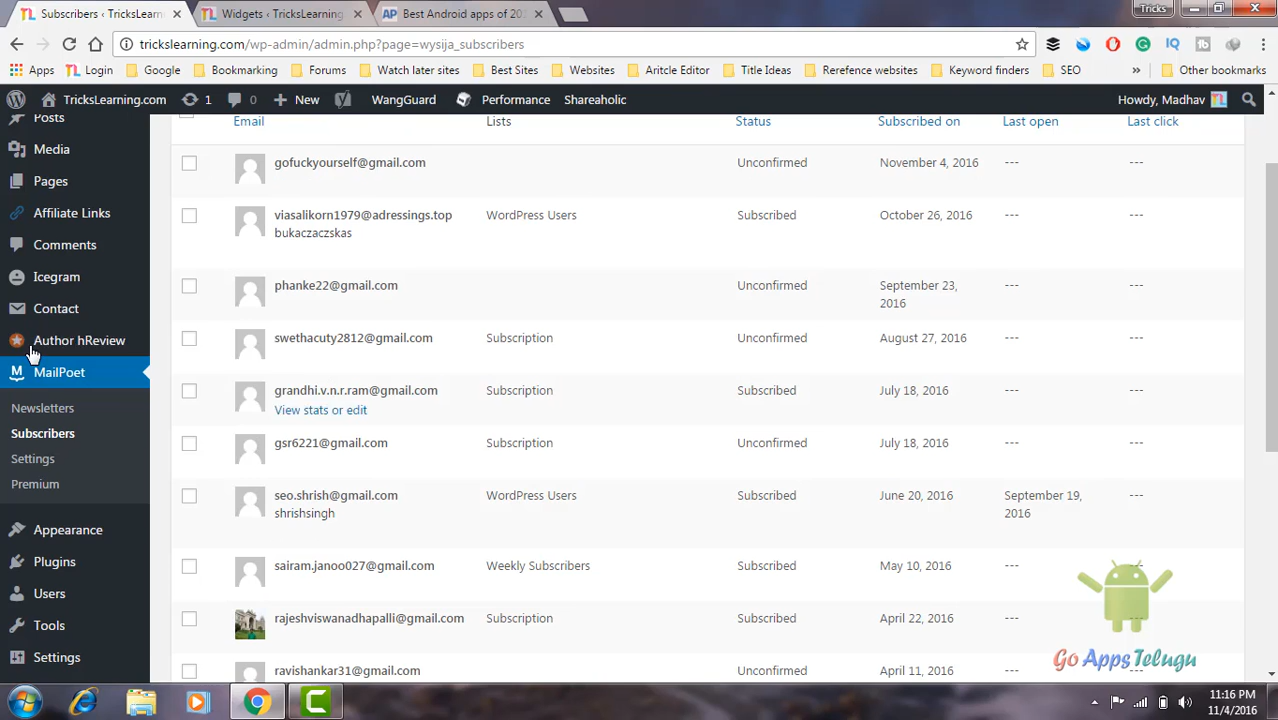 Subscribers ‹ TricksLearn
Widgets ‹ TricksLearning
Best Android apps of 20
Tricks
trickslearning.com/wp-admin/admin.php?page=wysija_subscribers
Apps Login Google Bookmarking Forums Watch later sites Best Sites Websites Aritcle Editor Title Ideas Rerefence websites Keyword finders SEO » Other bookmarks
TricksLearning.com 1 0 New WangGuard Performance Shareaholic Howdy, Madhav
Posts
Media
Pages
Affiliate Links
Comments
Icegram
Contact
Author hReview
MailPoet
Newsletters
Subscribers
Settings
Premium
Appearance
Plugins
Users
Tools
Settings
Email Lists Status Subscribed on Last open Last click
gofuckyourself@gmail.com Unconfirmed November 4, 2016 --- ---
viasalikorn1979@adressings.top WordPress Users Subscribed October 26, 2016 --- ---
bukaczaczskas
phanke22@gmail.com Unconfirmed September 23, --- ---
2016
swethacuty2812@gmail.com Subscription Unconfirmed August 27, 2016 --- ---
grandhi.v.n.r.ram@gmail.com Subscription Subscribed July 18, 2016 --- ---
View stats or edit
gsr6221@gmail.com Subscription Unconfirmed July 18, 2016 --- ---
seo.shrish@gmail.com WordPress Users Subscribed June 20, 2016 September 19, ---
shrishsingh 2016
sairam.janoo027@gmail.com Weekly Subscribers Subscribed May 10, 2016 --- ---
rajeshviswanadhapalli@gmail.com Subscription Subscribed April 22, 2016 --- ---
ravishankar31@gmail.com Unconfirmed April 11, 2016 --- ---
Go AppsTelugu
11:16 PM
11/4/2016